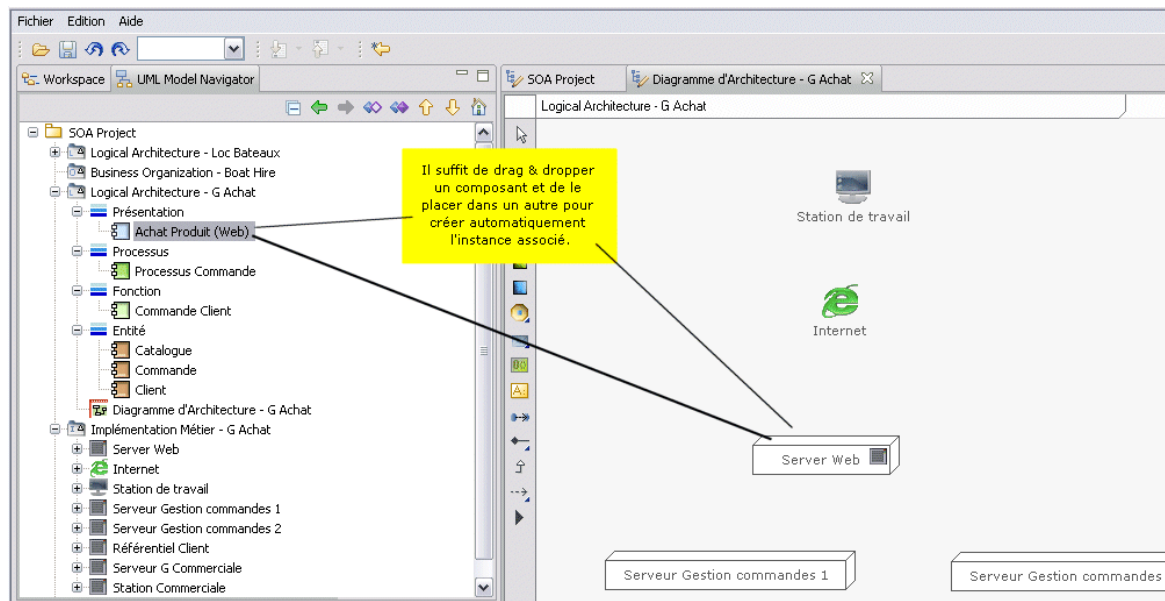 Fichier Edition Aide
Workspace
UML Model Navigator
SOA Project
Diagramme d'Architecture - G Achat
Logical Architecture - G Achat
SOA Project
Logical Architecture - Loc Bateaux
Business Organization - Boat Hire
Logical Architecture - G Achat
Présentation
Achat Produit (Web)
Processus
Processus Commande
Fonction
Commande Client
Entité
Catalogue
Commande
Client
Diagramme d'Architecture - G Achat
Implémentation Métier - G Achat
Server Web
Internet
Station de travail
Serveur Gestion commandes 1
Serveur Gestion commandes 2
Référentiel Client
Serveur G Commerciale
Station Commerciale
Il suffit de drag & dropper
un composant et de le
placer dans un autre pour
créer automatiquement
l'instance associé.
Station de travail
Internet
Server Web
Serveur Gestion commandes 1
Serveur Gestion commandes